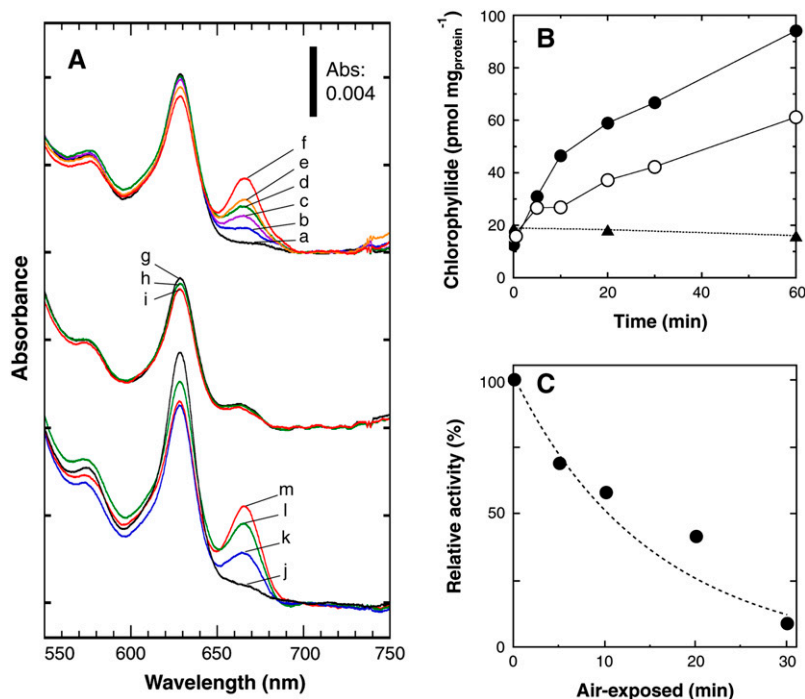 A
Abs:
0.004
f
e
d
c
b
a
g
h
i
m
l
k
j
Absorbance
550 600 650 700 750
Wavelength (nm)
B
100
80
60
40
20
0
0 20 40 60
Chlorophyllide (pmol mg protein -1)
Time (min)
C
100
50
0
0 10 20 30
Relative activity (%)
Air-exposed (min)